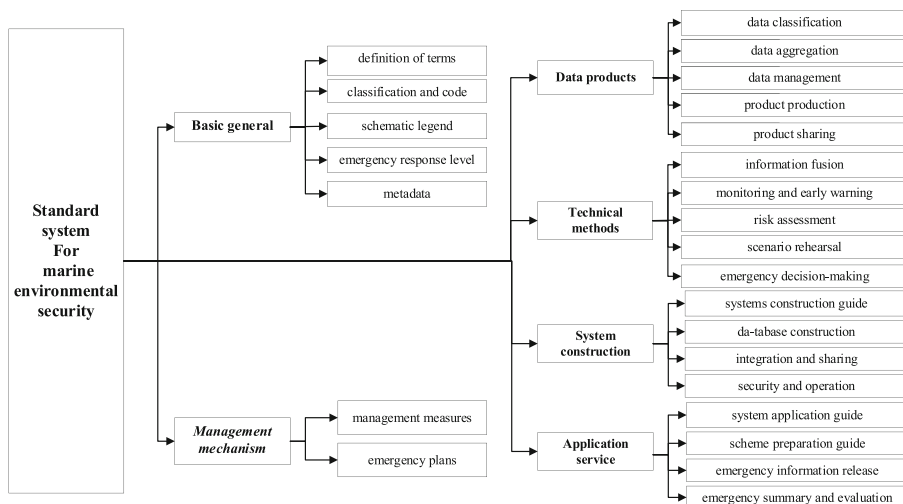 Standard
system
For
marine
environmental
security
Basic general
definition of terms
classification and code
schematic legend
emergency response level
metadata
Management
mechanism
management measures
emergency plans
Data products
data classification
data aggregation
data management
product production
product sharing
Technical
methods
information fusion
monitoring and early warning
risk assessment
scenario rehearsal
emergency decision-making
System
construction
systems construction guide
da-tabase construction
integration and sharing
security and operation
Application
service
system application guide
scheme preparation guide
emergency information release
emergency summary and evaluation